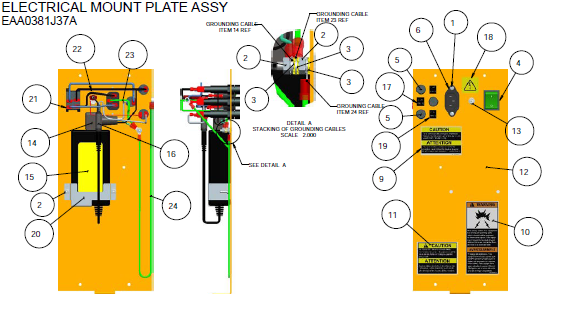 ELECTRICAL MOUNT PLATE ASSY
EAA0381J37A
GROUNDING CABLE
ITEM 23 REF
GROUNDING CABLE
ITEM 14 REF
22
23
21
14
16
15
2
20
24
2
2
3
3
3
GROUNDING CABLE
ITEM 24 REF
DETAIL A
STACKING OF GROUNDING CABLES
SCALE 2.000
SEE DETAIL A
6
1
18
5
4
17
5
13
19
9
12
11
10
CAUTION
ATTENTION
WARNING
CAUTION
ATTENTION